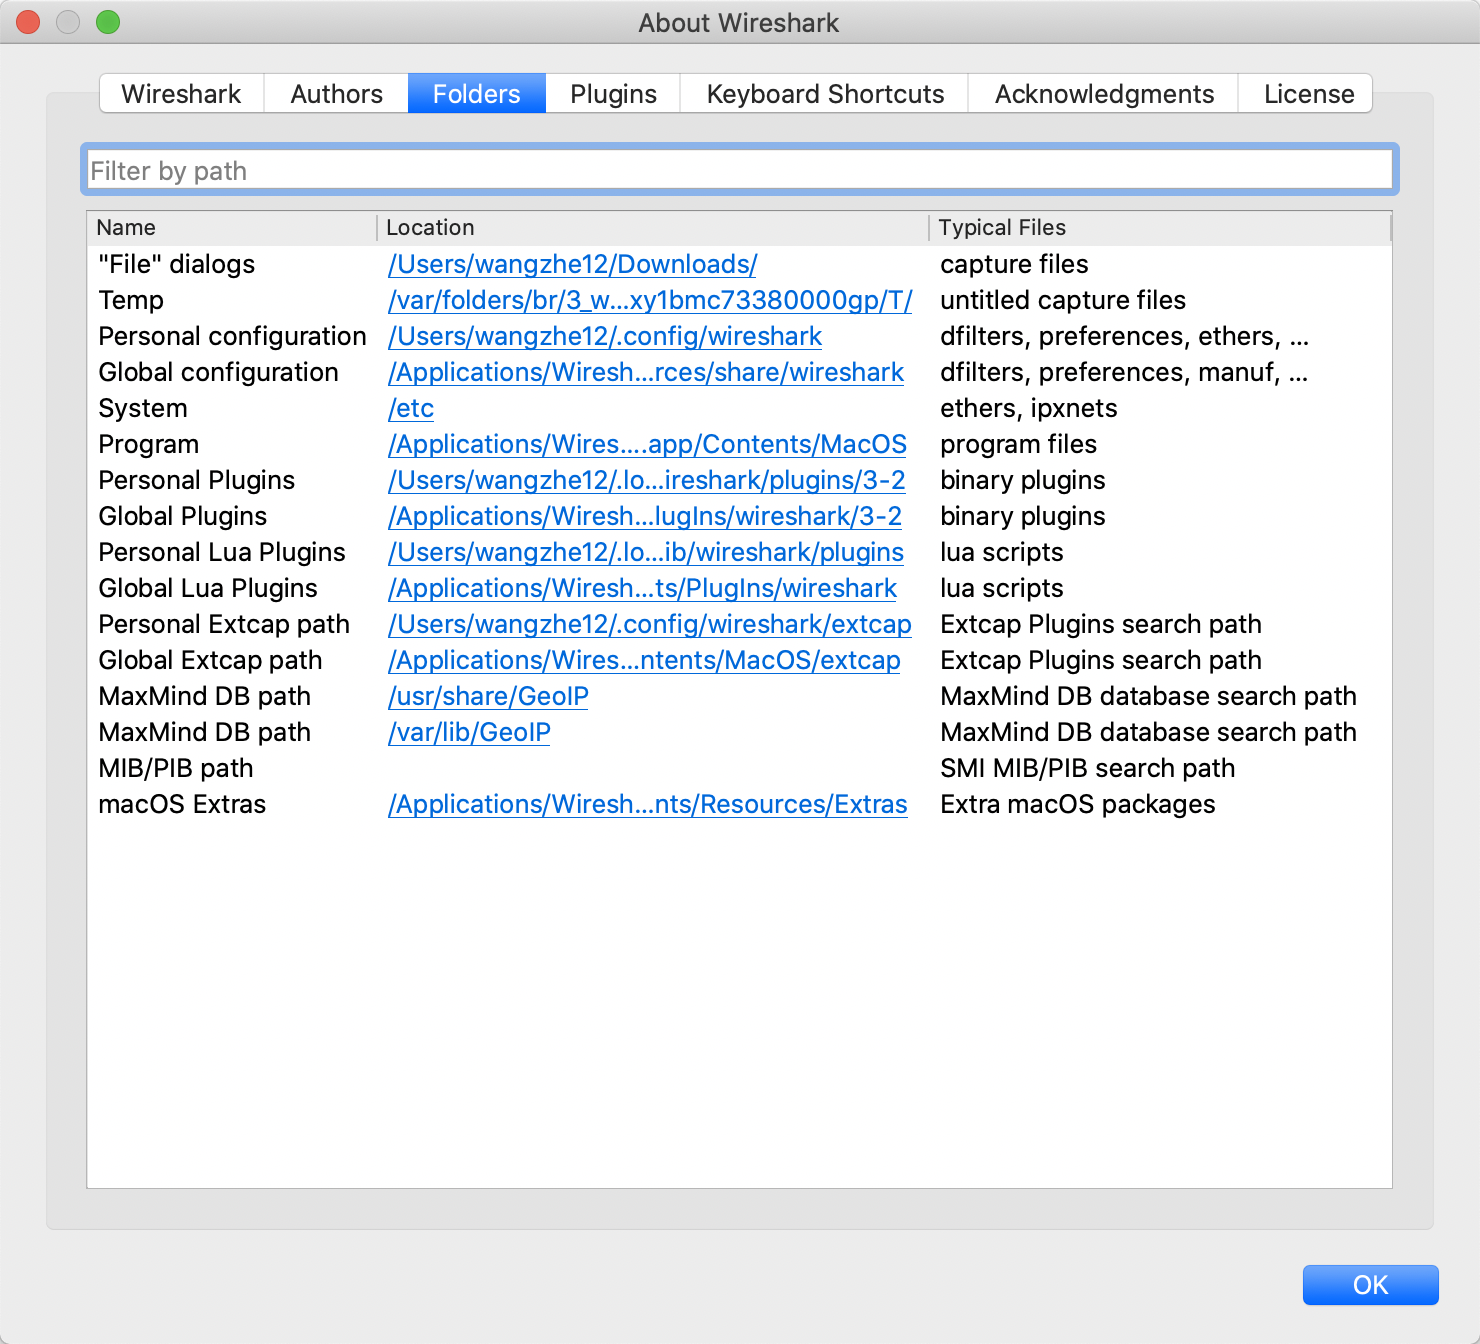 About Wireshark
Wireshark Authors Folders Plugins Keyboard Shortcuts Acknowledgments License
Filter by path
Name Location Typical Files
"File" dialogs /Users/wangzhe12/Downloads/ capture files
Temp /var/folders/br/3_w...xy1bmc73380000gp/T/ untitled capture files
Personal configuration /Users/wangzhe12/.config/wireshark dfilters, preferences, ethers, ...
Global configuration /Applications/Wiresh...rces/share/wireshark dfilters, preferences, manuf, ...
System /etc ethers, ipxnets
Program /Applications/Wires....app/Contents/MacOS program files
Personal Plugins /Users/wangzhe12/.lo...ireshark/plugins/3-2 binary plugins
Global Plugins /Applications/Wiresh...lugIns/wireshark/3-2 binary plugins
Personal Lua Plugins /Users/wangzhe12/.lo...ib/wireshark/plugins lua scripts
Global Lua Plugins /Applications/Wiresh...ts/PlugIns/wireshark lua scripts
Personal Extcap path /Users/wangzhe12/.config/wireshark/extcap Extcap Plugins search path
Global Extcap path /Applications/Wires...ntents/MacOS/extcap Extcap Plugins search path
MaxMind DB path /usr/share/GeoIP MaxMind DB database search path
MaxMind DB path /var/lib/GeoIP MaxMind DB database search path
MIB/PIB path SMI MIB/PIB search path
macOS Extras /Applications/Wiresh...nts/Resources/Extras Extra macOS packages
OK